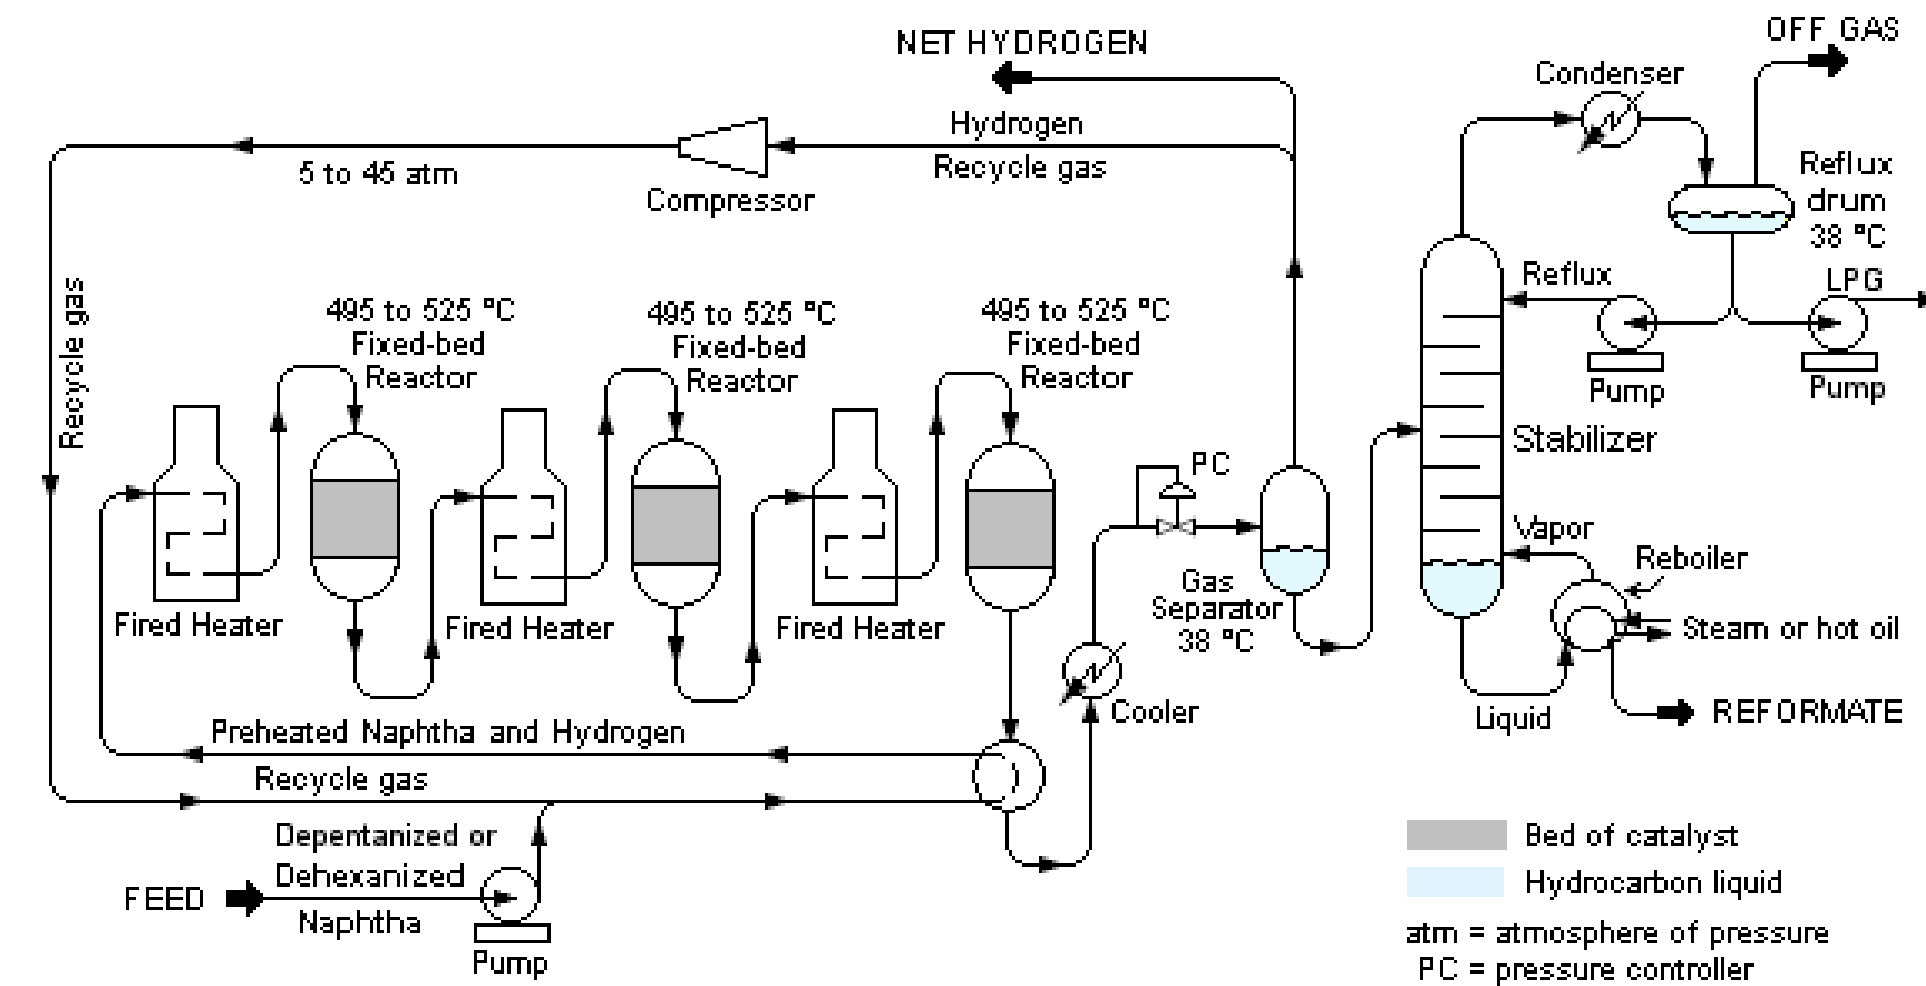 NET HYDROGEN
OFF GAS
Condenser
Hydrogen
Recycle gas
5 to 45 atm
Compressor
Reflux
drum
38 °C
Recycle gas
Reflux
LPG
495 to 525 °C
Fixed-bed
Reactor
495 to 525 °C
Fixed-bed
Reactor
495 to 525 °C
Fixed-bed
Reactor
Pump
Pump
Stabilizer
PC
Vapor
Reboiler
Gas
Separator
38 °C
Fired Heater
Fired Heater
Fired Heater
Steam or hot oil
Cooler
Liquid
REFORMATE
Preheated Naphtha and Hydrogen
Recycle gas
Depentanized or
Dehexanized
FEED
Naphtha
Pump
Bed of catalyst
Hydrocarbon liquid
atm = atmosphere of pressure
PC = pressure controller